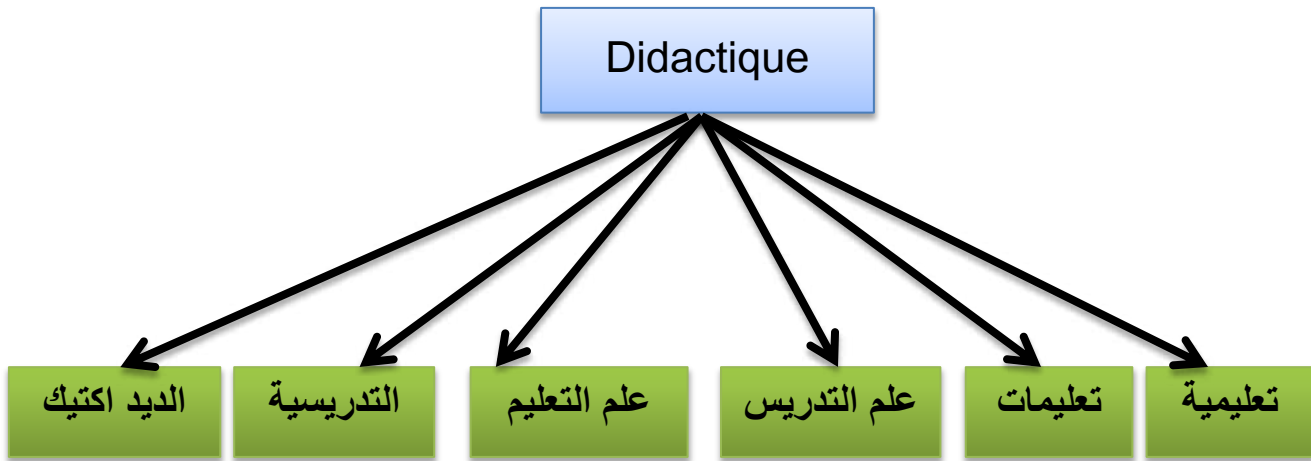 Didactique
تعليمية
تعليمات
علم التدريس
علم التعليم
التدريسية
الديد اكتيك